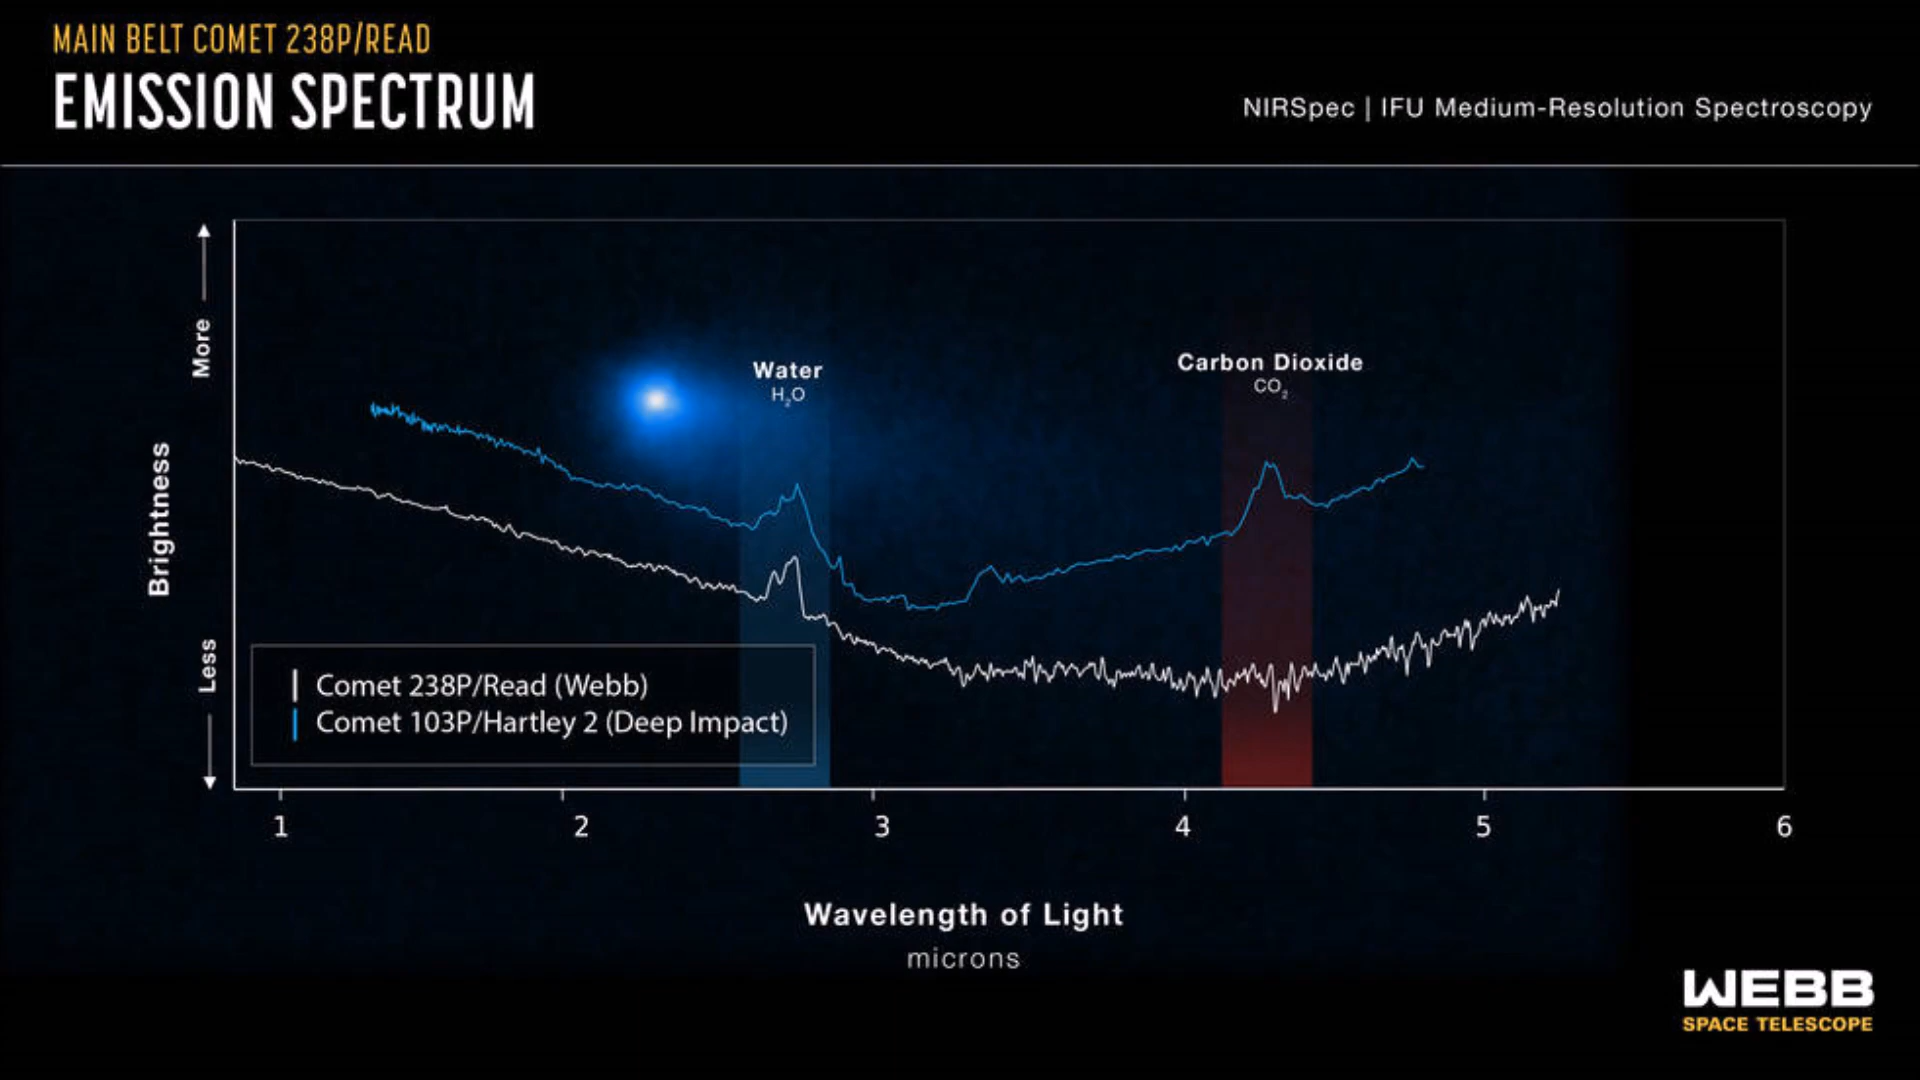 MAIN BELT COMET 238P/READ
EMISSION SPECTRUM
NIRSpec | IFU Medium-Resolution Spectroscopy
More
Brightness
Less
Water
H₂O
Carbon Dioxide
CO₂
Comet 238P/Read (Webb)
Comet 103P/Hartley 2 (Deep Impact)
1 2 3 4 5 6
Wavelength of Light
microns
WEBB
SPACE TELESCOPE